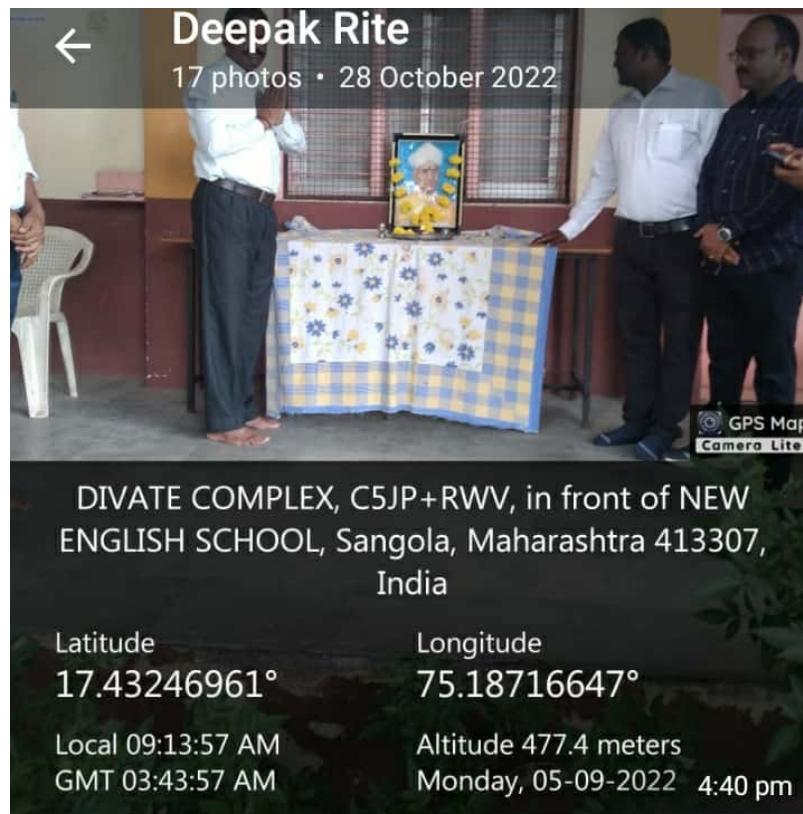 Deepak Rite
17 photos • 28 October 2022
GPS Map
Camera Lite
DIVATE COMPLEX, C5JP+RWV, in front of NEW
ENGLISH SCHOOL, Sangola, Maharashtra 413307,
India
Latitude
17.43246961°
Longitude
75.18716647°
Local 09:13:57 AM
GMT 03:43:57 AM
Altitude 477.4 meters
Monday, 05-09-2022
4:40 pm